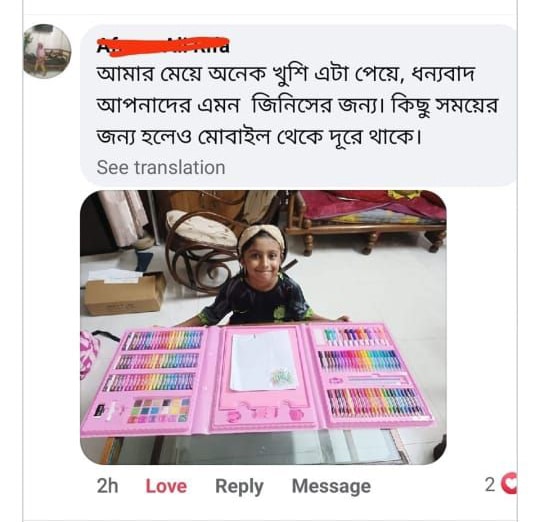 আমার মেয়ে অনেক খুশি এটা পেয়ে, ধন্যবাদ
আপনাদের এমন জিনিসের জন্য। কিছু সময়ের
জন্য হলেও মোবাইল থেকে দূরে থাকে।
See translation
2h Love Reply Message 2